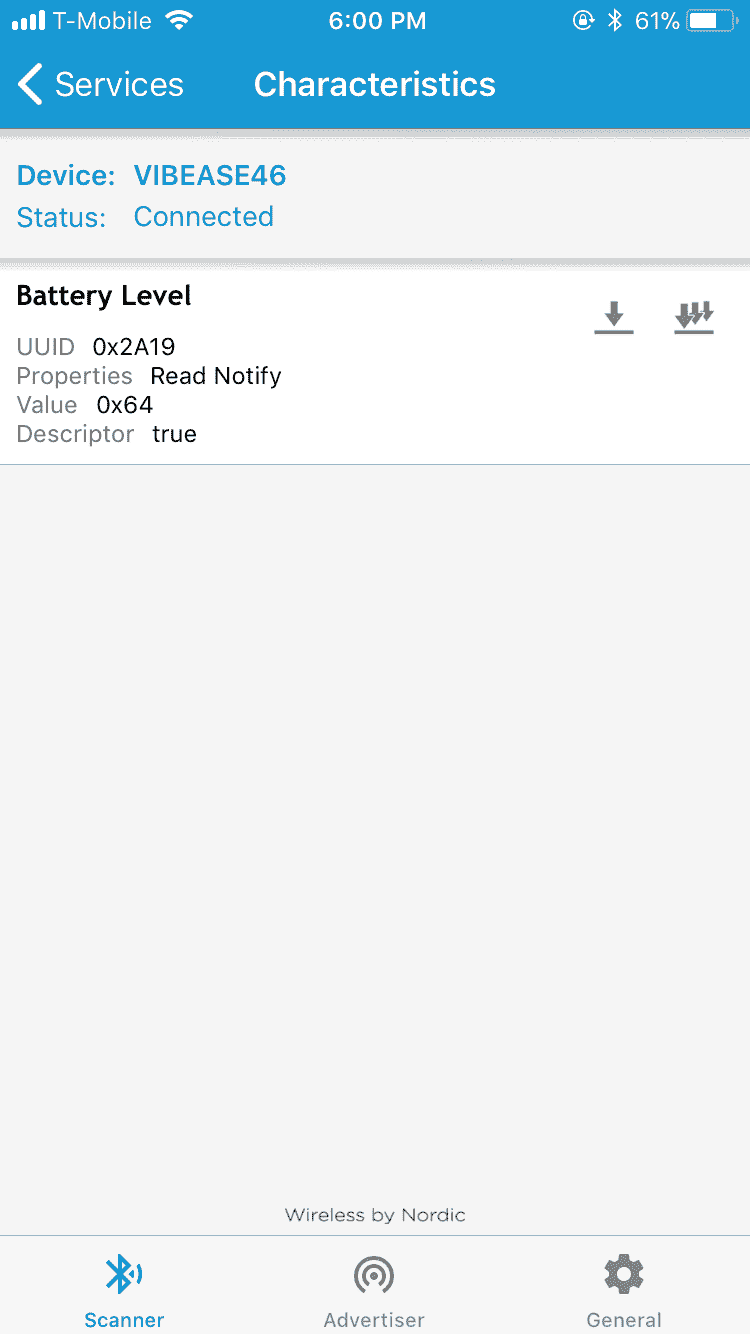 T-Mobile 6:00 PM 61%
Services Characteristics
Device: VIBEASE46
Status: Connected
Battery Level
UUID 0x2A19
Properties Read Notify
Value 0x64
Descriptor true
Wireless by Nordic
Scanner Advertiser General